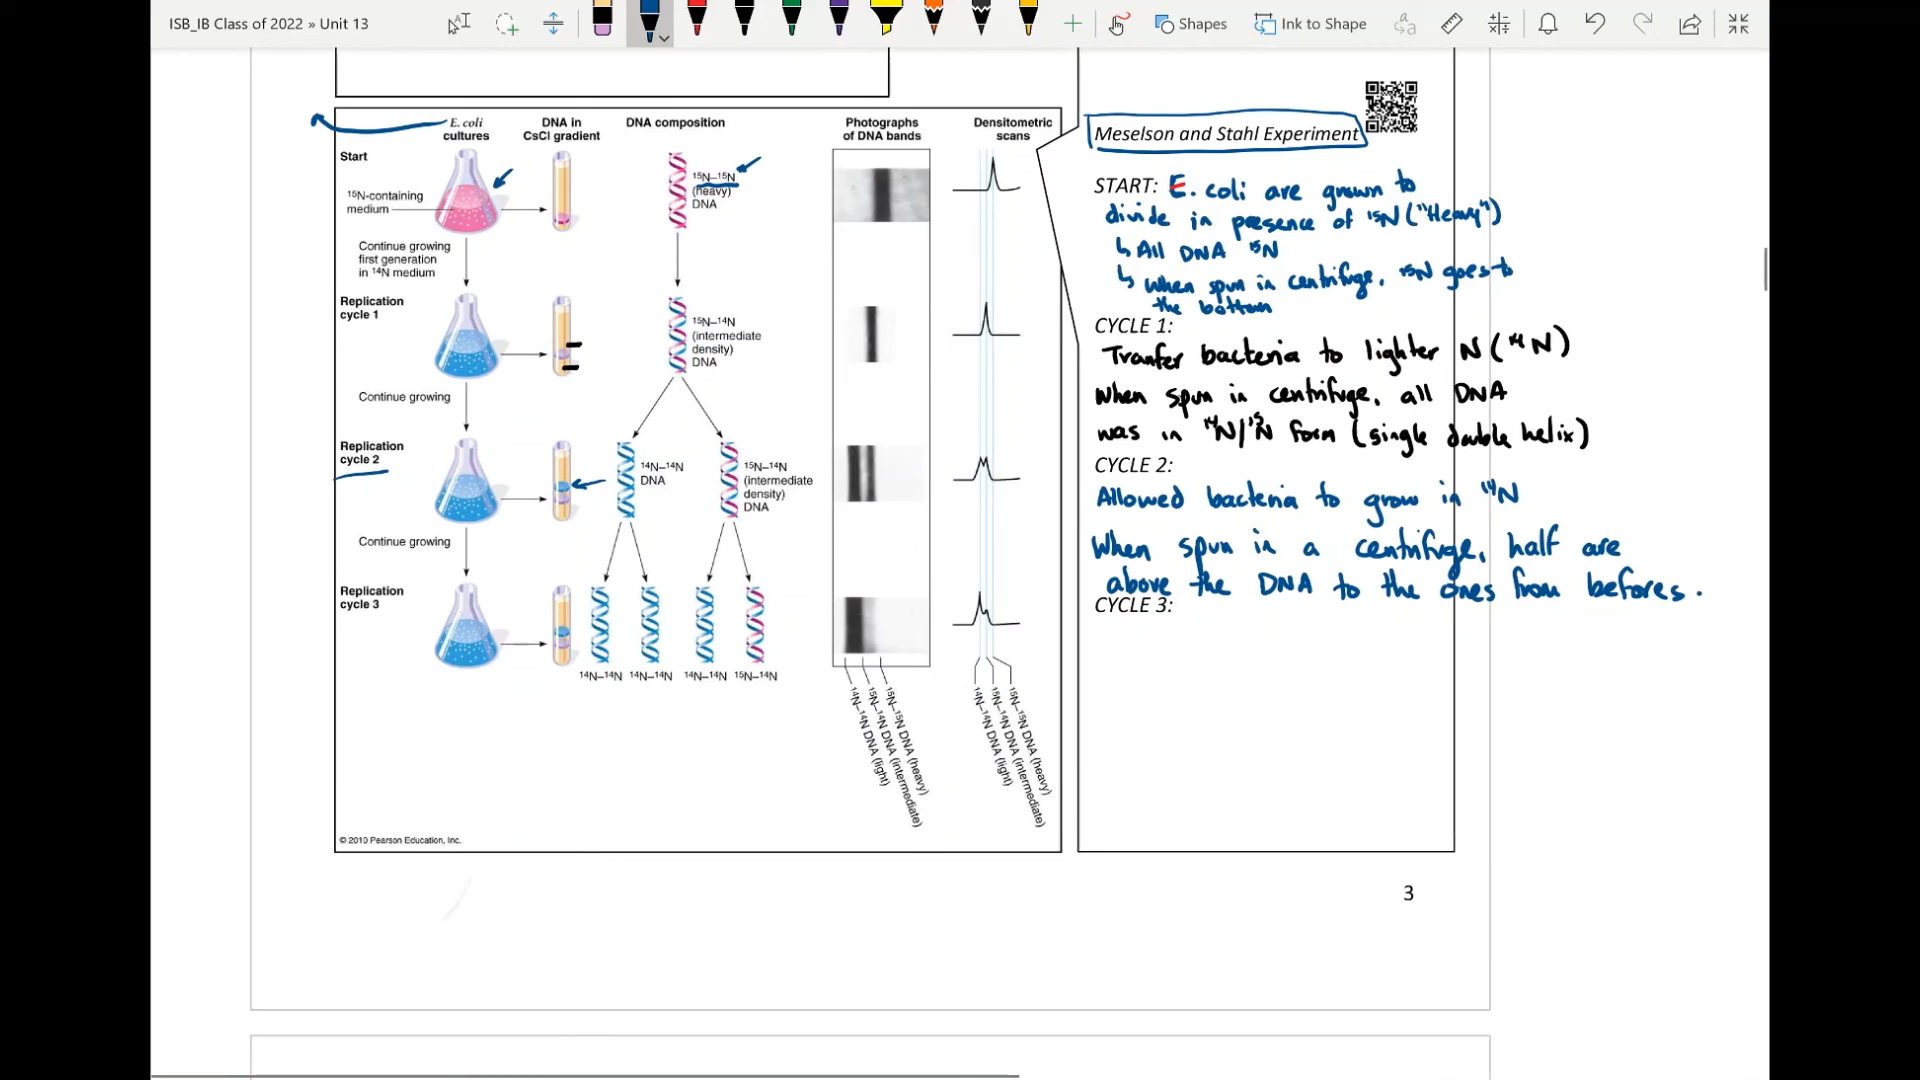 ISB_IB Class of 2022 » Unit 13
Shapes
Ink to Shape
E. coli
cultures
DNA in
CsCl gradient
DNA composition
Photographs
of DNA bands
Densitometric
scans
Start
¹⁵N-containing
medium
¹⁵N–¹⁵N
(heavy)
DNA
Continue growing
first generation
in ¹⁴N medium
Replication
cycle 1
¹⁵N–¹⁴N
(intermediate
density)
DNA
Continue growing
Replication
cycle 2
¹⁴N–¹⁴N
DNA
¹⁵N–¹⁴N
(intermediate
density)
DNA
Continue growing
Replication
cycle 3
¹⁴N–¹⁴N ¹⁴N–¹⁴N ¹⁴N–¹⁴N ¹⁵N–¹⁴N
¹⁴N–¹⁴N DNA (light)
¹⁵N–¹⁴N DNA (intermediate)
¹⁵N–¹⁵N DNA (heavy)
¹⁴N–¹⁴N DNA (light)
¹⁵N–¹⁴N DNA (intermediate)
¹⁵N–¹⁵N DNA (heavy)
© 2010 Pearson Education, Inc.
Meselson and Stahl Experiment
START: E. coli are grown to
divide in presence of ¹⁵N ("Heavy")
↳ All DNA ¹⁵N
↳ When spun in centrifuge, ¹⁵N goes to
the bottom
CYCLE 1:
Tranfer bacteria to lighter N (¹⁴N)
When spun in centrifuge, all DNA
was in ¹⁴N/¹⁵N form (single double helix)
CYCLE 2:
Allowed bacteria to grow in ¹⁴N
When spun in a centrifuge, half are
above the DNA to the ones from befores.
CYCLE 3:
3